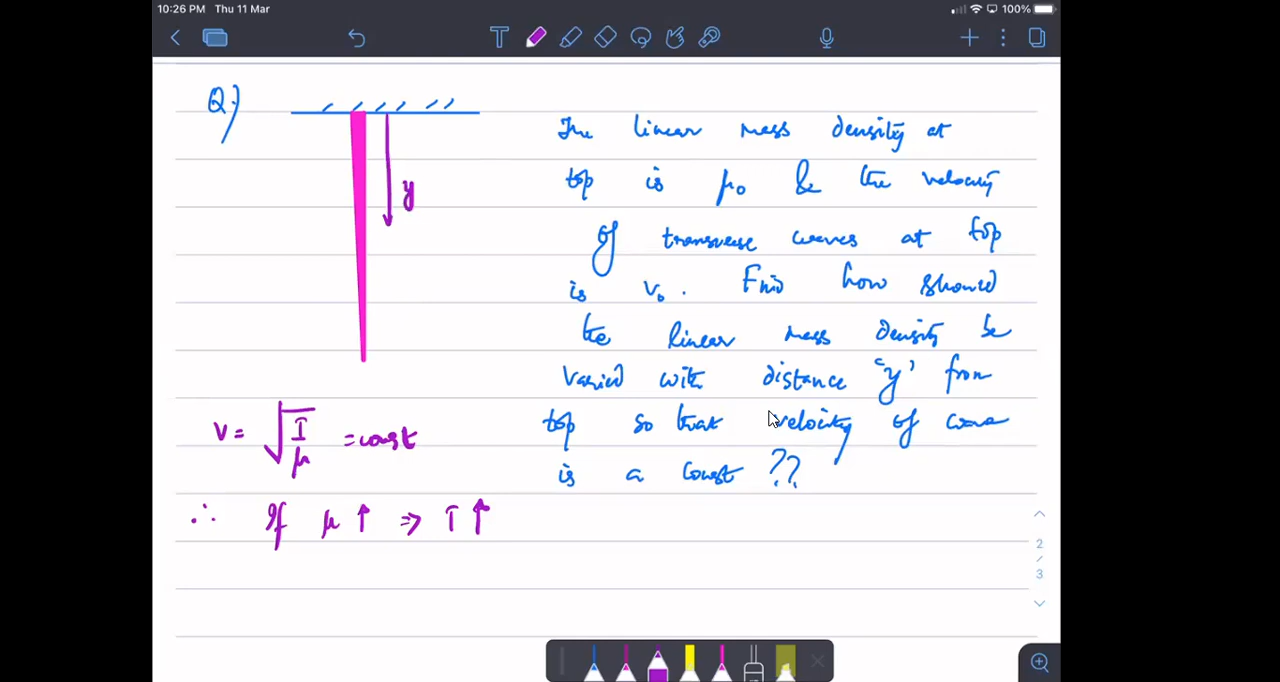 10:26 PM Thu 11 Mar
100%
Q.)
y
The linear mass density at
top is μ₀ & the velocity
of transverse waves at top
is v₀. Find how should
the linear mass density be
varied with distance 'y' from
top so that velocity of wave
is a const ??
v = √(T/μ) = const
∴ If μ ↑ ⇒ T ↑
2
/
3